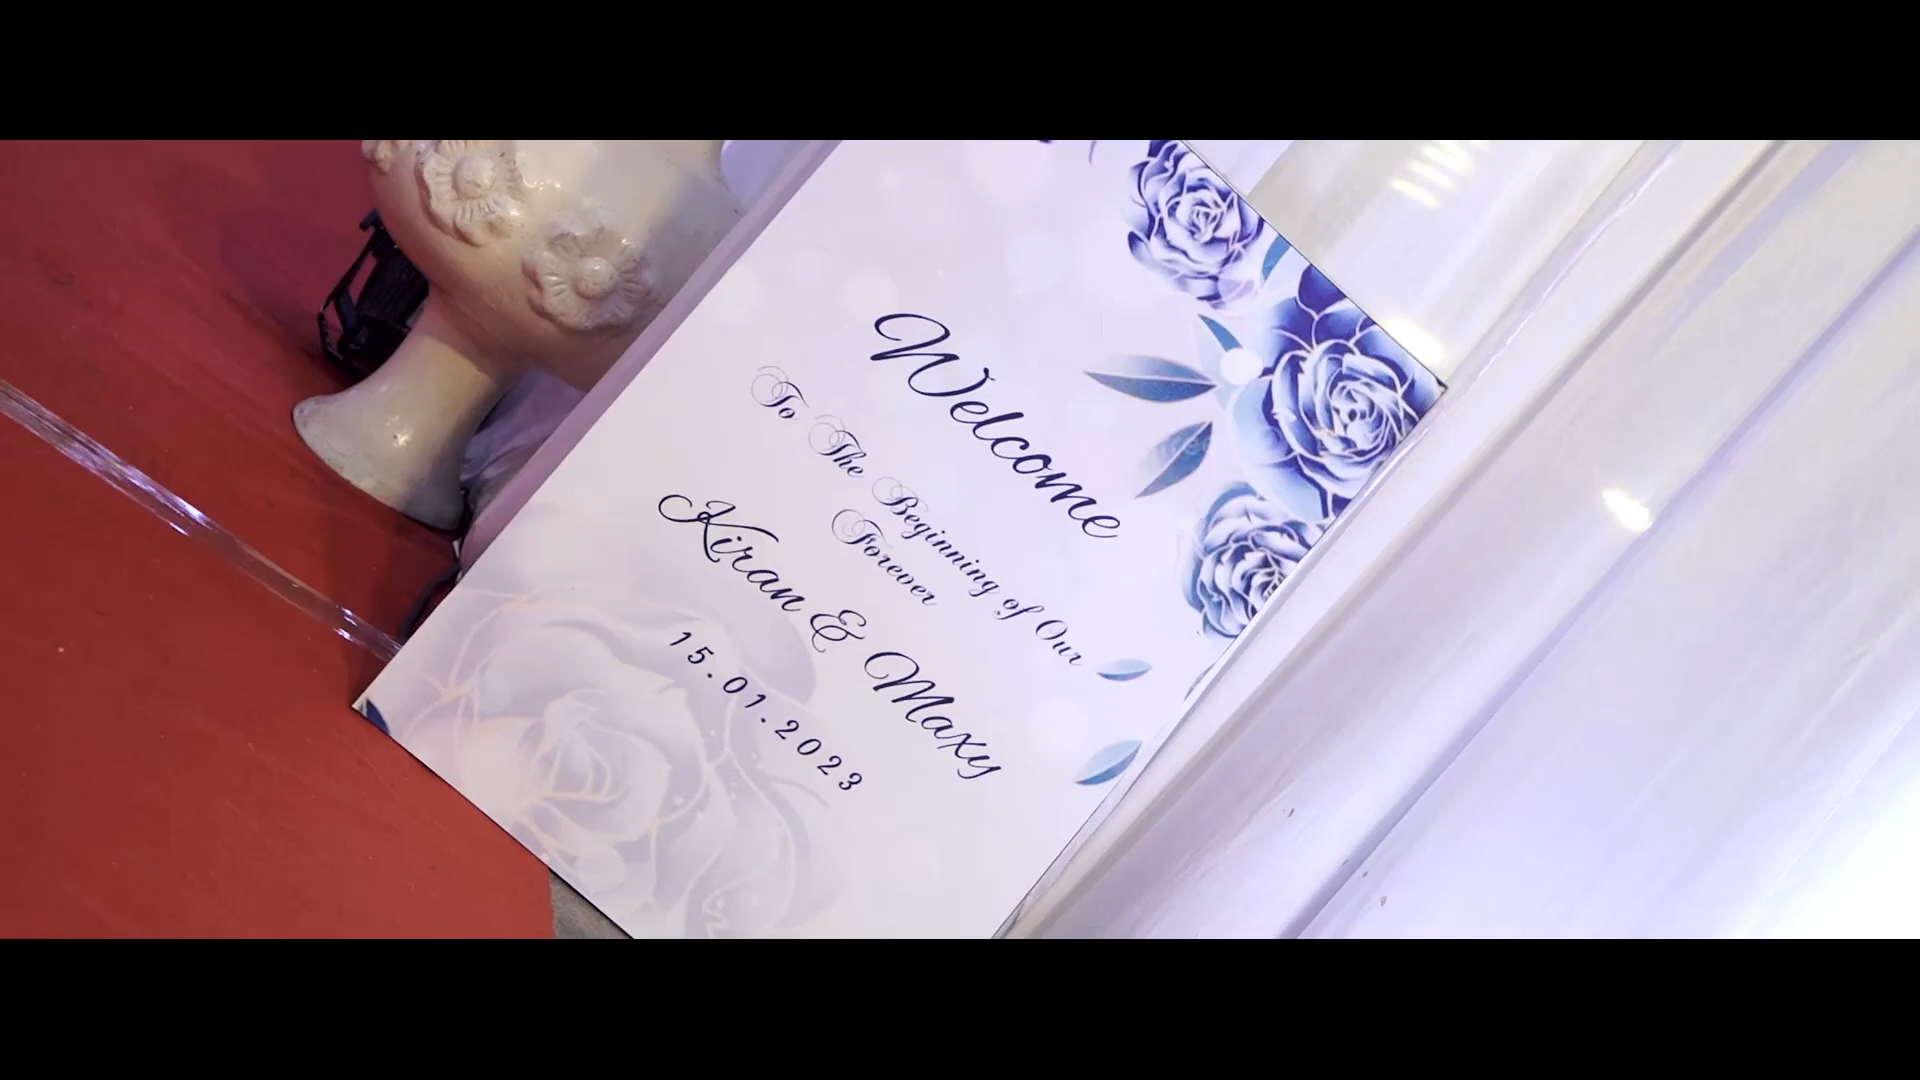 Welcome
To The Beginning of Our
Forever
Kiran & Maxy
15.01.2023